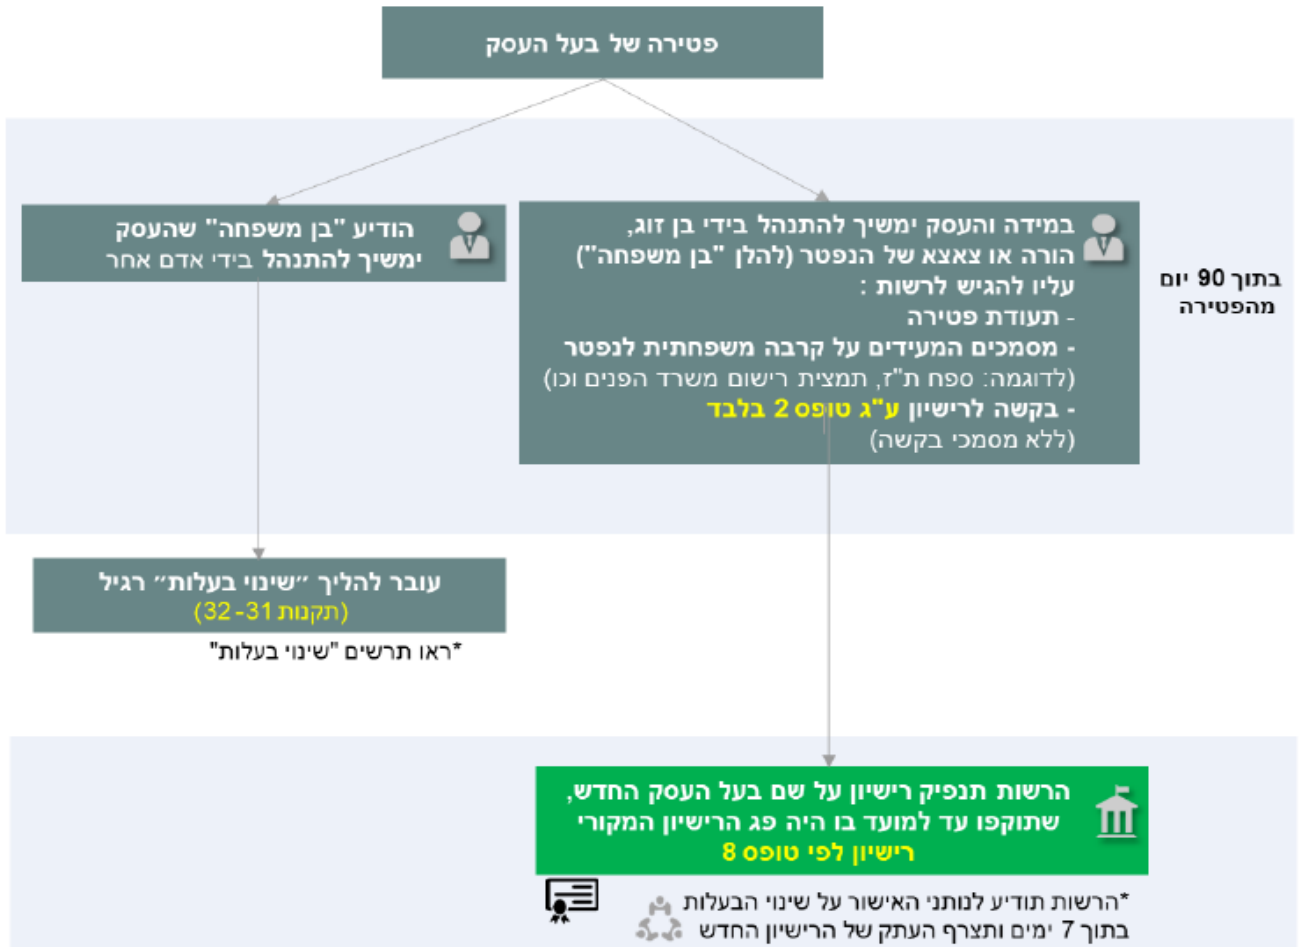 פטירה של בעל העסק
במידה והעסק ימשיך להתנהל בידי בן זוג,
הורה או צאצא של הנפטר (להלן "בן משפחה")
עליו להגיש לרשות :
- תעודת פטירה
- מסמכים המעידים על קרבה משפחתית לנפטר
(לדוגמה: ספח ת"ז, תמצית רישום משרד הפנים וכו)
- בקשה לרישיון ע"ג טופס 2 בלבד
(ללא מסמכי בקשה)
הודיע "בן משפחה" שהעסק
ימשיך להתנהל בידי אדם אחר
בתוך 90 יום
מהפטירה
עובר להליך ״שינוי בעלות״ רגיל
(תקנות 31-32)
*ראו תרשים "שינוי בעלות"
הרשות תנפיק רישיון על שם בעל העסק החדש,
שתוקפו עד למועד בו היה פג הרישיון המקורי
רישיון לפי טופס 8
*הרשות תודיע לנותני האישור על שינוי הבעלות
בתוך 7 ימים ותצרף העתק של הרישיון החדש